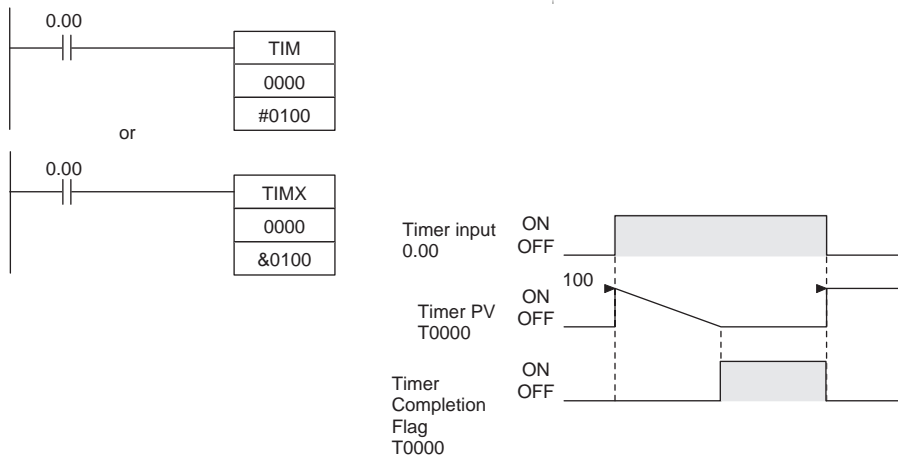 0.00
TIM
0000
#0100
or
0.00
TIMX
0000
&0100
Timer input
0.00
ON
OFF
100
Timer PV
T0000
ON
OFF
Timer
Completion
Flag
T0000
ON
OFF